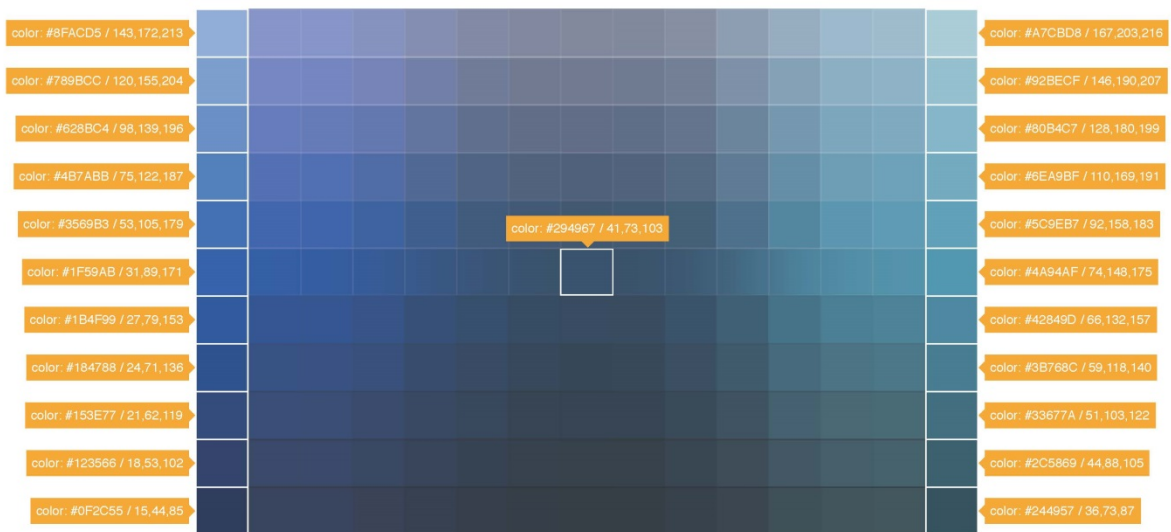 color: #8FACD5 / 143,172,213
color: #A7CBD8 / 167,203,216
color: #789BCC / 120,155,204
color: #92BECF / 146,190,207
color: #628BC4 / 98,139,196
color: #80B4C7 / 128,180,199
color: #4B7ABB / 75,122,187
color: #6EA9BF / 110,169,191
color: #3569B3 / 53,105,179
color: #294967 / 41,73,103
color: #5C9EB7 / 92,158,183
color: #1F59AB / 31,89,171
color: #4A94AF / 74,148,175
color: #1B4F99 / 27,79,153
color: #42849D / 66,132,157
color: #184788 / 24,71,136
color: #3B768C / 59,118,140
color: #153E77 / 21,62,119
color: #33677A / 51,103,122
color: #123566 / 18,53,102
color: #2C5869 / 44,88,105
color: #0F2C55 / 15,44,85
color: #244957 / 36,73,87